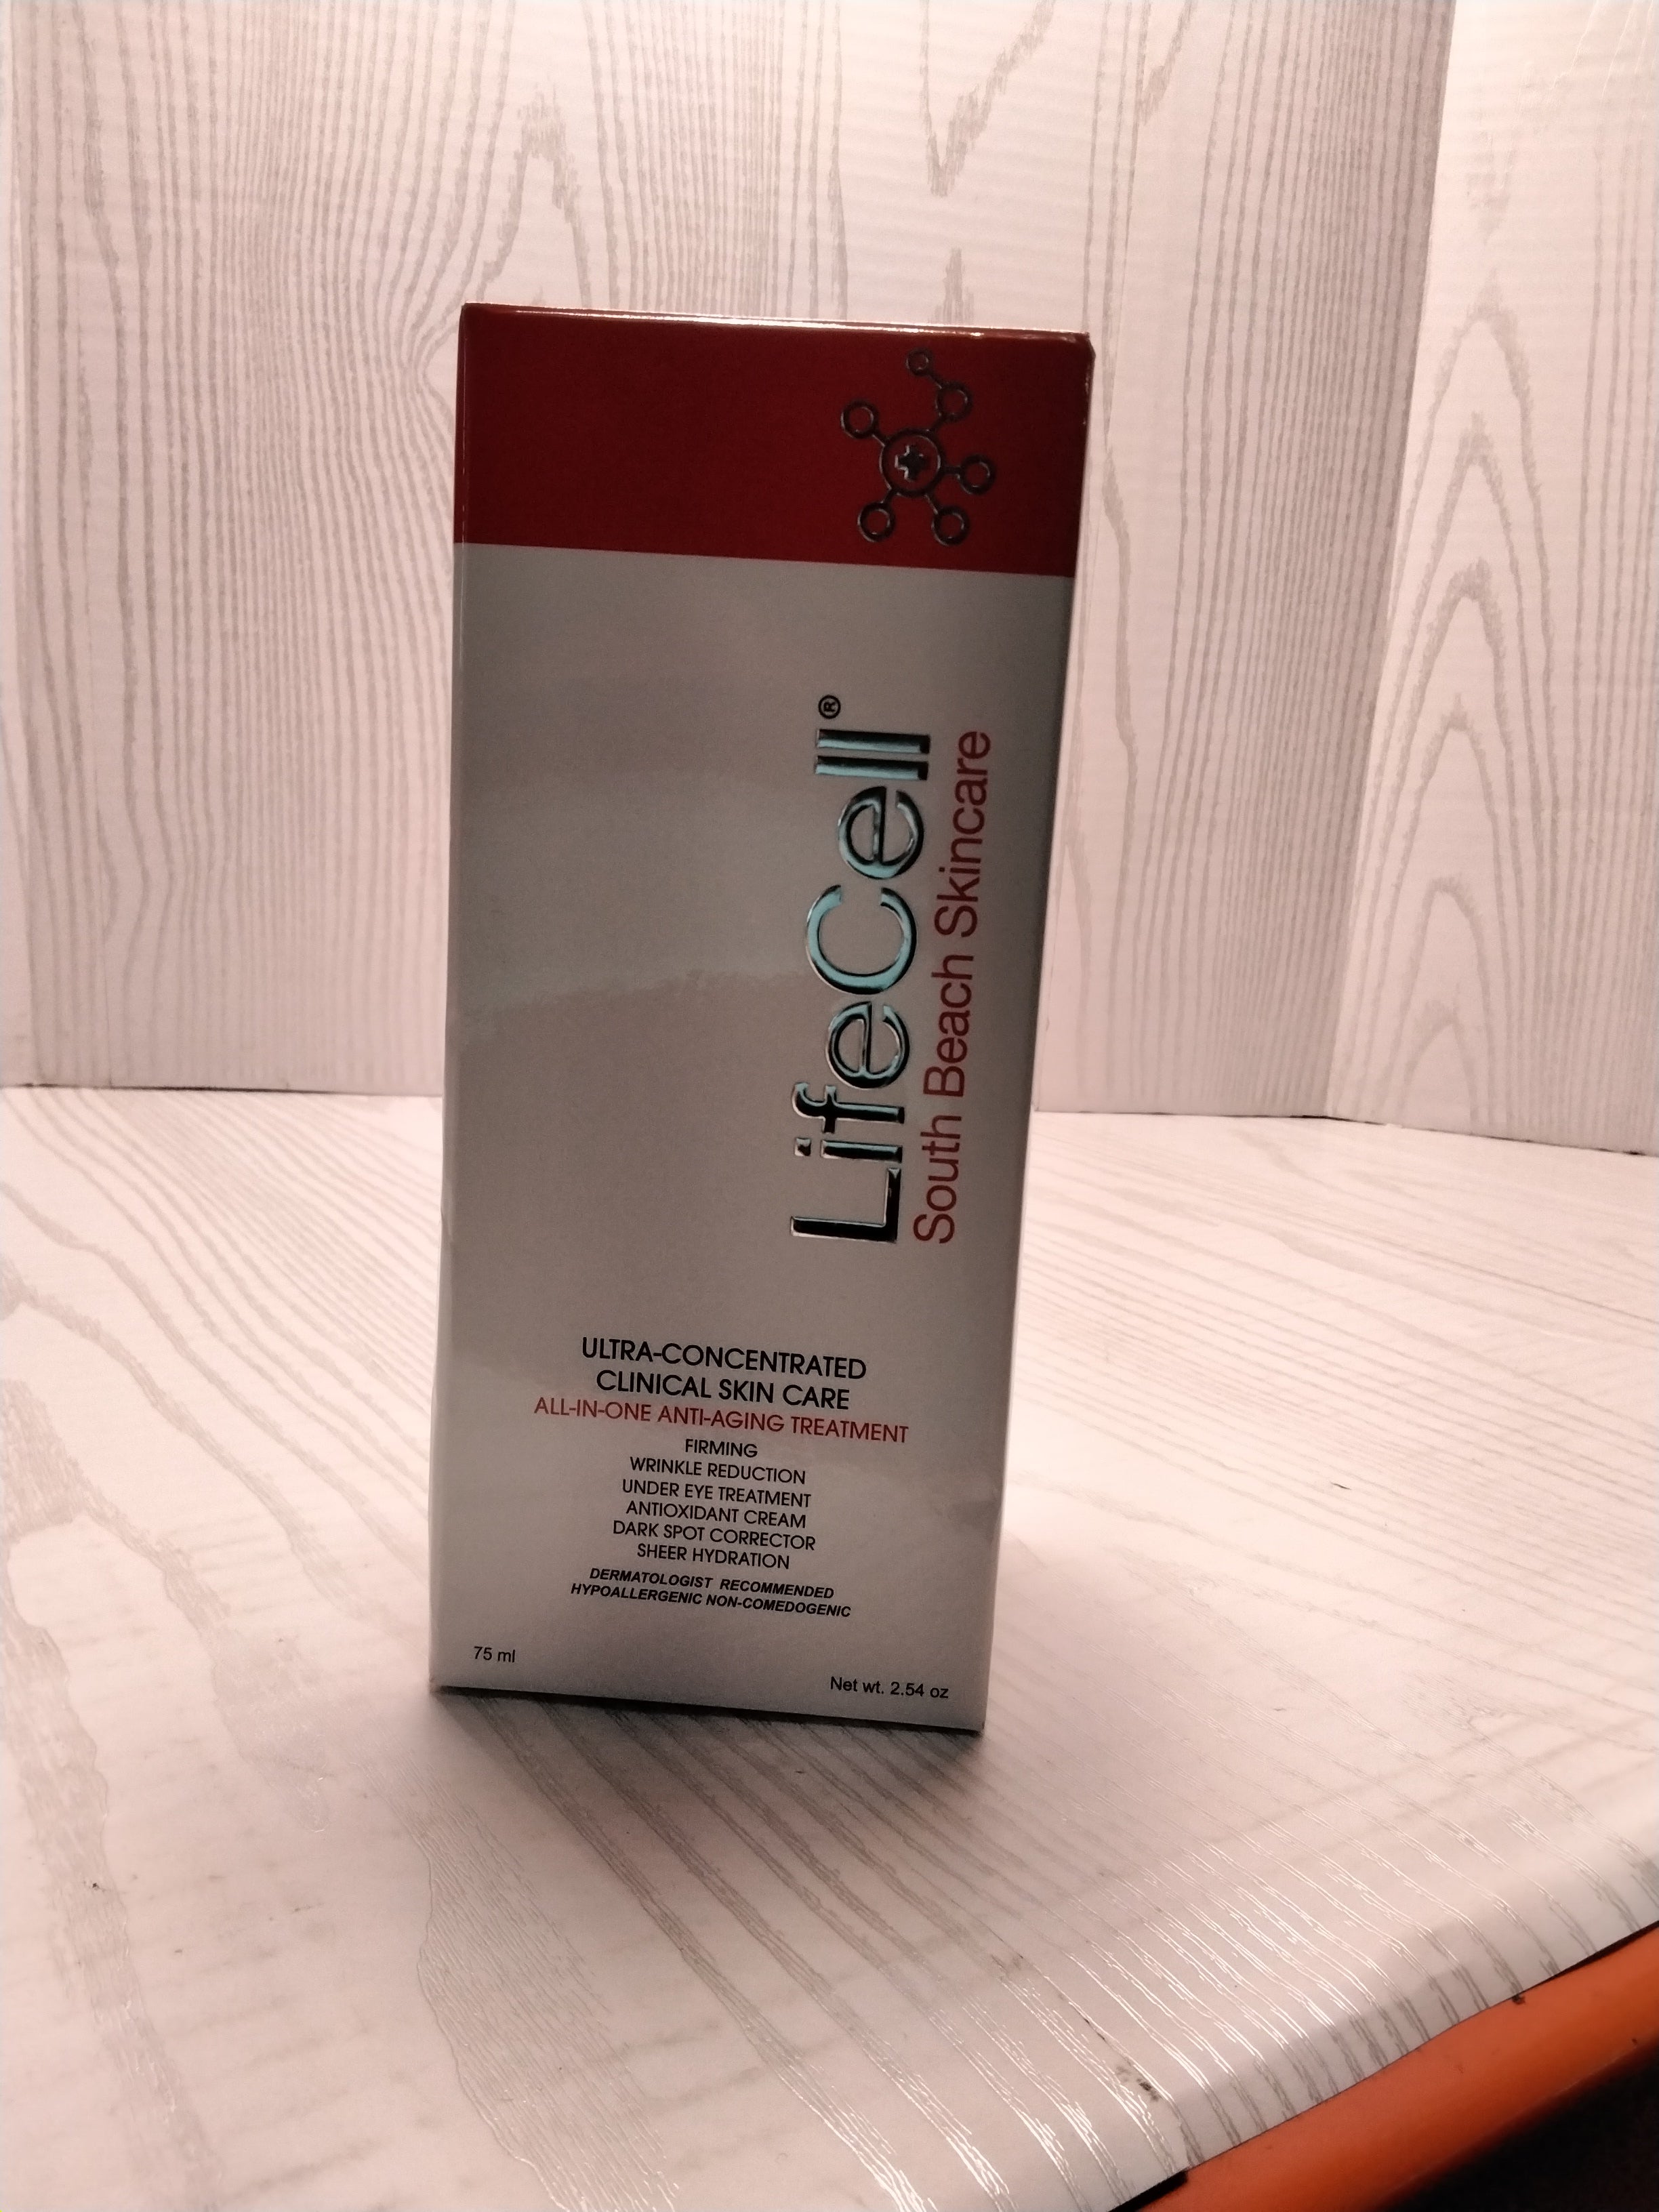 LifeCell®
South Beach Skincare
ULTRA-CONCENTRATED
CLINICAL SKIN CARE
ALL-IN-ONE ANTI-AGING TREATMENT
FIRMING
WRINKLE REDUCTION
UNDER EYE TREATMENT
ANTIOXIDANT CREAM
DARK SPOT CORRECTOR
SHEER HYDRATION
DERMATOLOGIST RECOMMENDED
HYPOALLERGENIC NON-COMEDOGENIC
75 ml
Net wt. 2.54 oz